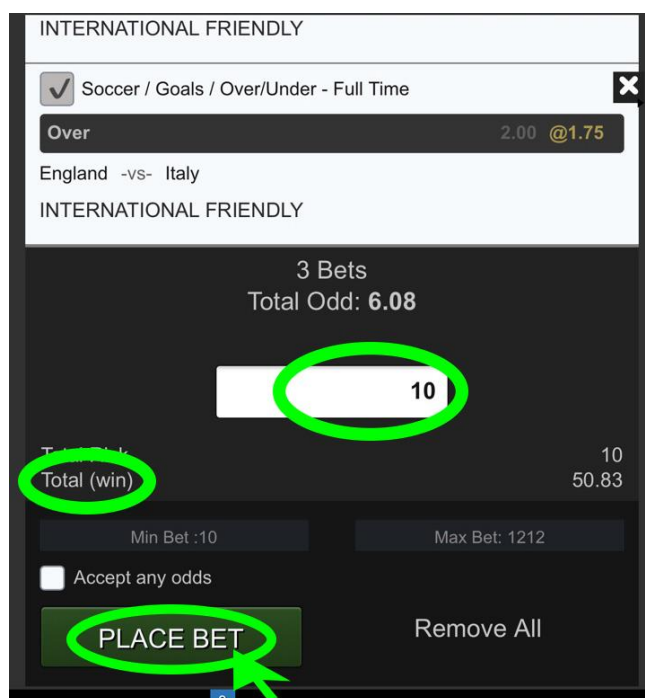 INTERNATIONAL FRIENDLY
Soccer / Goals / Over/Under - Full Time
Over 2.00 @1.75
England -vs- Italy
INTERNATIONAL FRIENDLY
3 Bets
Total Odd: 6.08
10
Total Risk 10
Total (win) 50.83
Min Bet :10 Max Bet: 1212
Accept any odds
PLACE BET Remove All